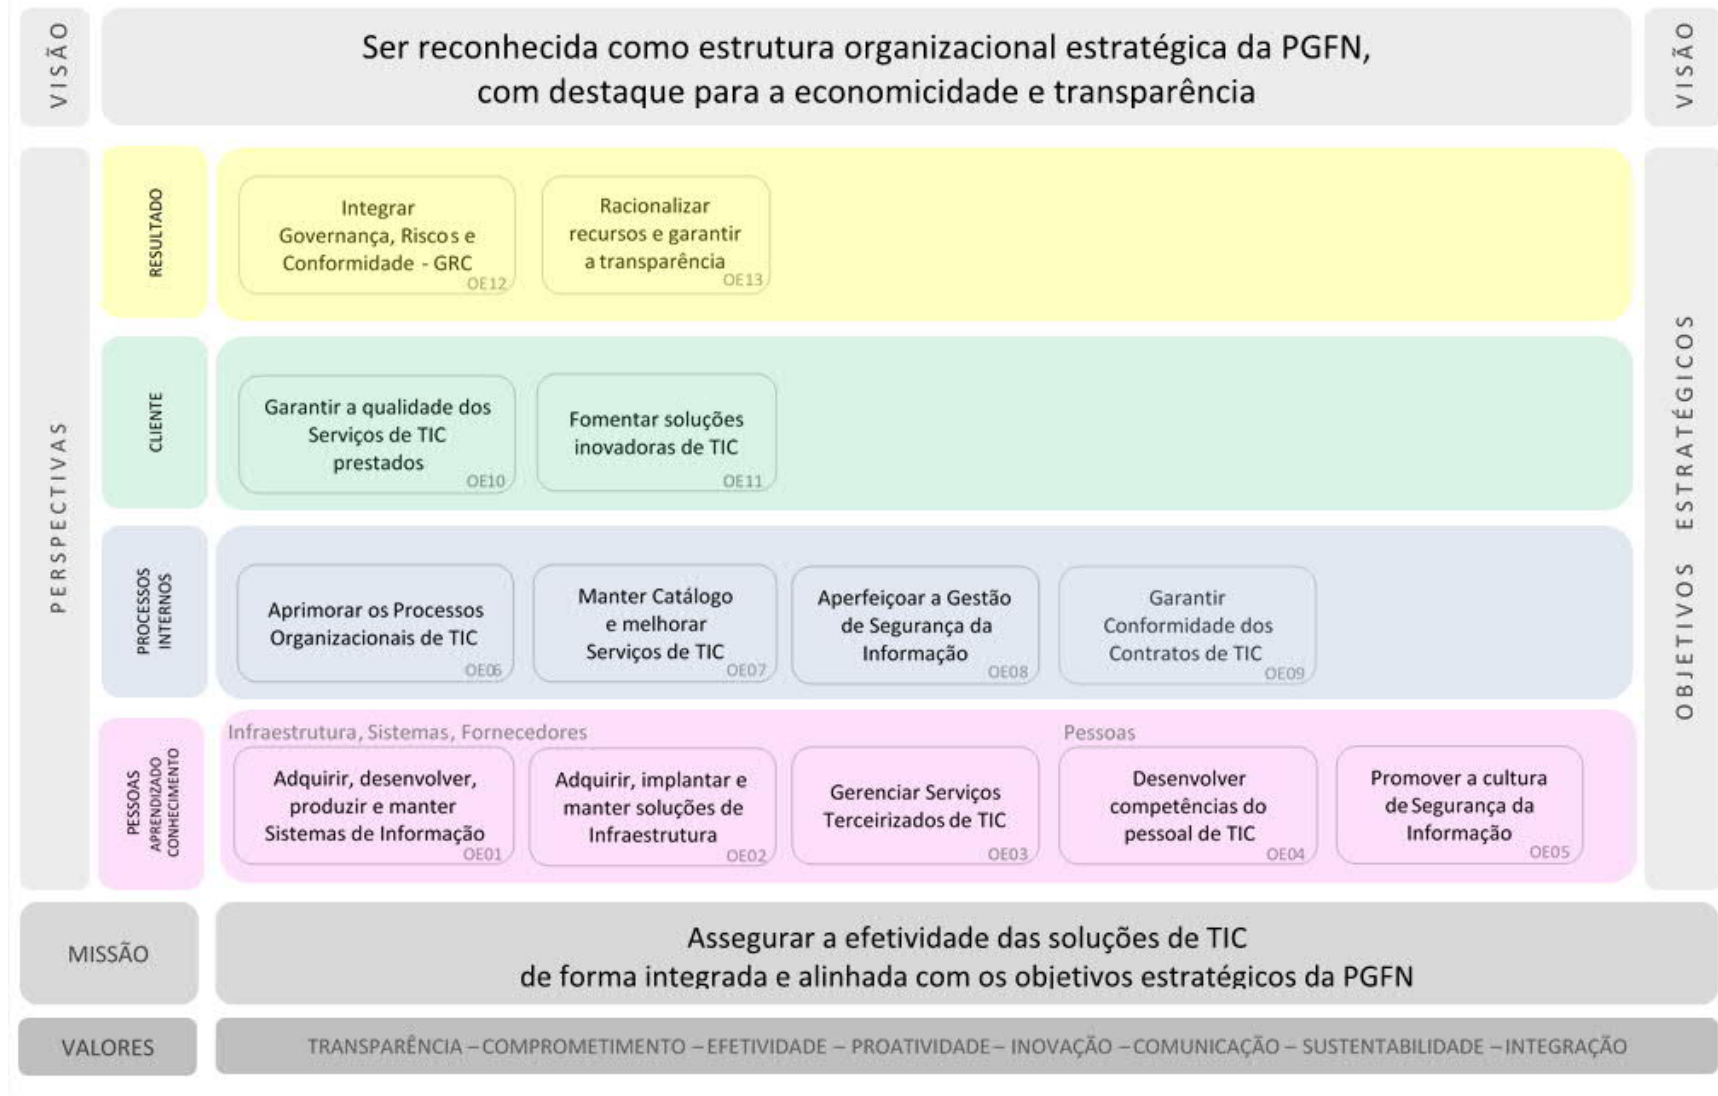 VISÃO
Ser reconhecida como estrutura organizacional estratégica da PGFN,
com destaque para a economicidade e transparência
VISÃO
PERSPECTIVAS
OBJETIVOS ESTRATÉGICOS
RESULTADO
Integrar
Governança, Riscos e
Conformidade - GRC
OE12
Racionalizar
recursos e garantir
a transparência
OE13
CLIENTE
Garantir a qualidade dos
Serviços de TIC
prestados
OE10
Fomentar soluções
inovadoras de TIC
OE11
PROCESSOS
INTERNOS
Aprimorar os Processos
Organizacionais de TIC
OE06
Manter Catálogo
e melhorar
Serviços de TIC
OE07
Aperfeiçoar a Gestão
de Segurança da
Informação
OE08
Garantir
Conformidade dos
Contratos de TIC
OE09
PESSOAS
APRENDIZADO
CONHECIMENTO
Infraestrutura, Sistemas, Fornecedores
Adquirir, desenvolver,
produzir e manter
Sistemas de Informação
OE01
Adquirir, implantar e
manter soluções de
Infraestrutura
OE02
Gerenciar Serviços
Terceirizados de TIC
OE03
Pessoas
Desenvolver
competências do
pessoal de TIC
OE04
Promover a cultura
de Segurança da
Informação
OE05
MISSÃO
Assegurar a efetividade das soluções de TIC
de forma integrada e alinhada com os objetivos estratégicos da PGFN
VALORES
TRANSPARÊNCIA – COMPROMETIMENTO – EFETIVIDADE – PROATIVIDADE – INOVAÇÃO – COMUNICAÇÃO – SUSTENTABILIDADE – INTEGRAÇÃO